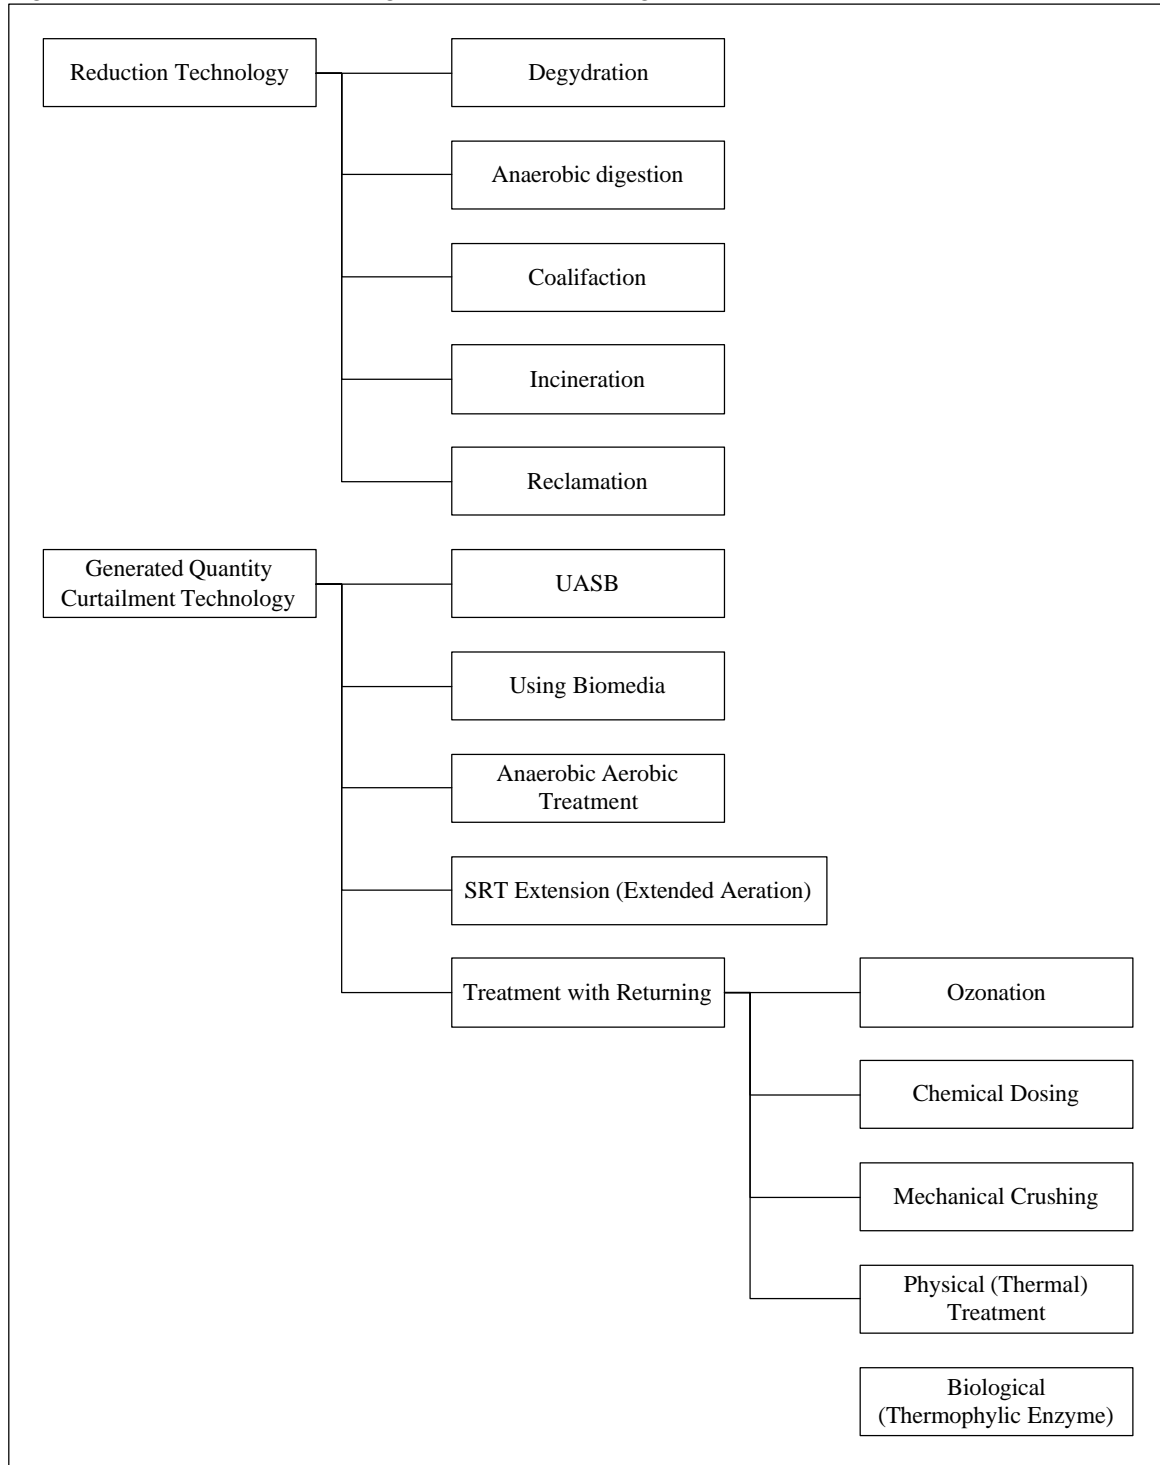 Reduction Technology
Degydration
Anaerobic digestion
Coalifaction
Incineration
Reclamation
Generated Quantity
Curtailment Technology
UASB
Using Biomedia
Anaerobic Aerobic
Treatment
SRT Extension (Extended Aeration)
Treatment with Returning
Ozonation
Chemical Dosing
Mechanical Crushing
Physical (Thermal)
Treatment
Biological
(Thermophylic Enzyme)